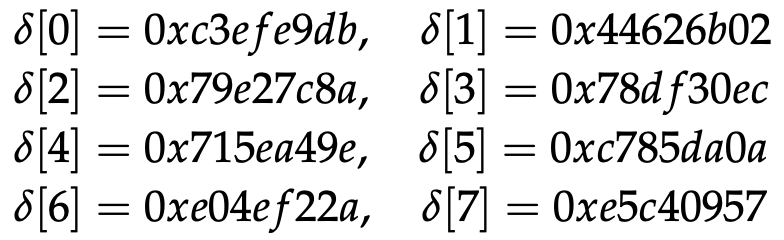 δ[0] = 0xc3efe9db, δ[1] = 0x44626b02
δ[2] = 0x79e27c8a, δ[3] = 0x78df30ec
δ[4] = 0x715ea49e, δ[5] = 0xc785da0a
δ[6] = 0xe04ef22a, δ[7] = 0xe5c40957